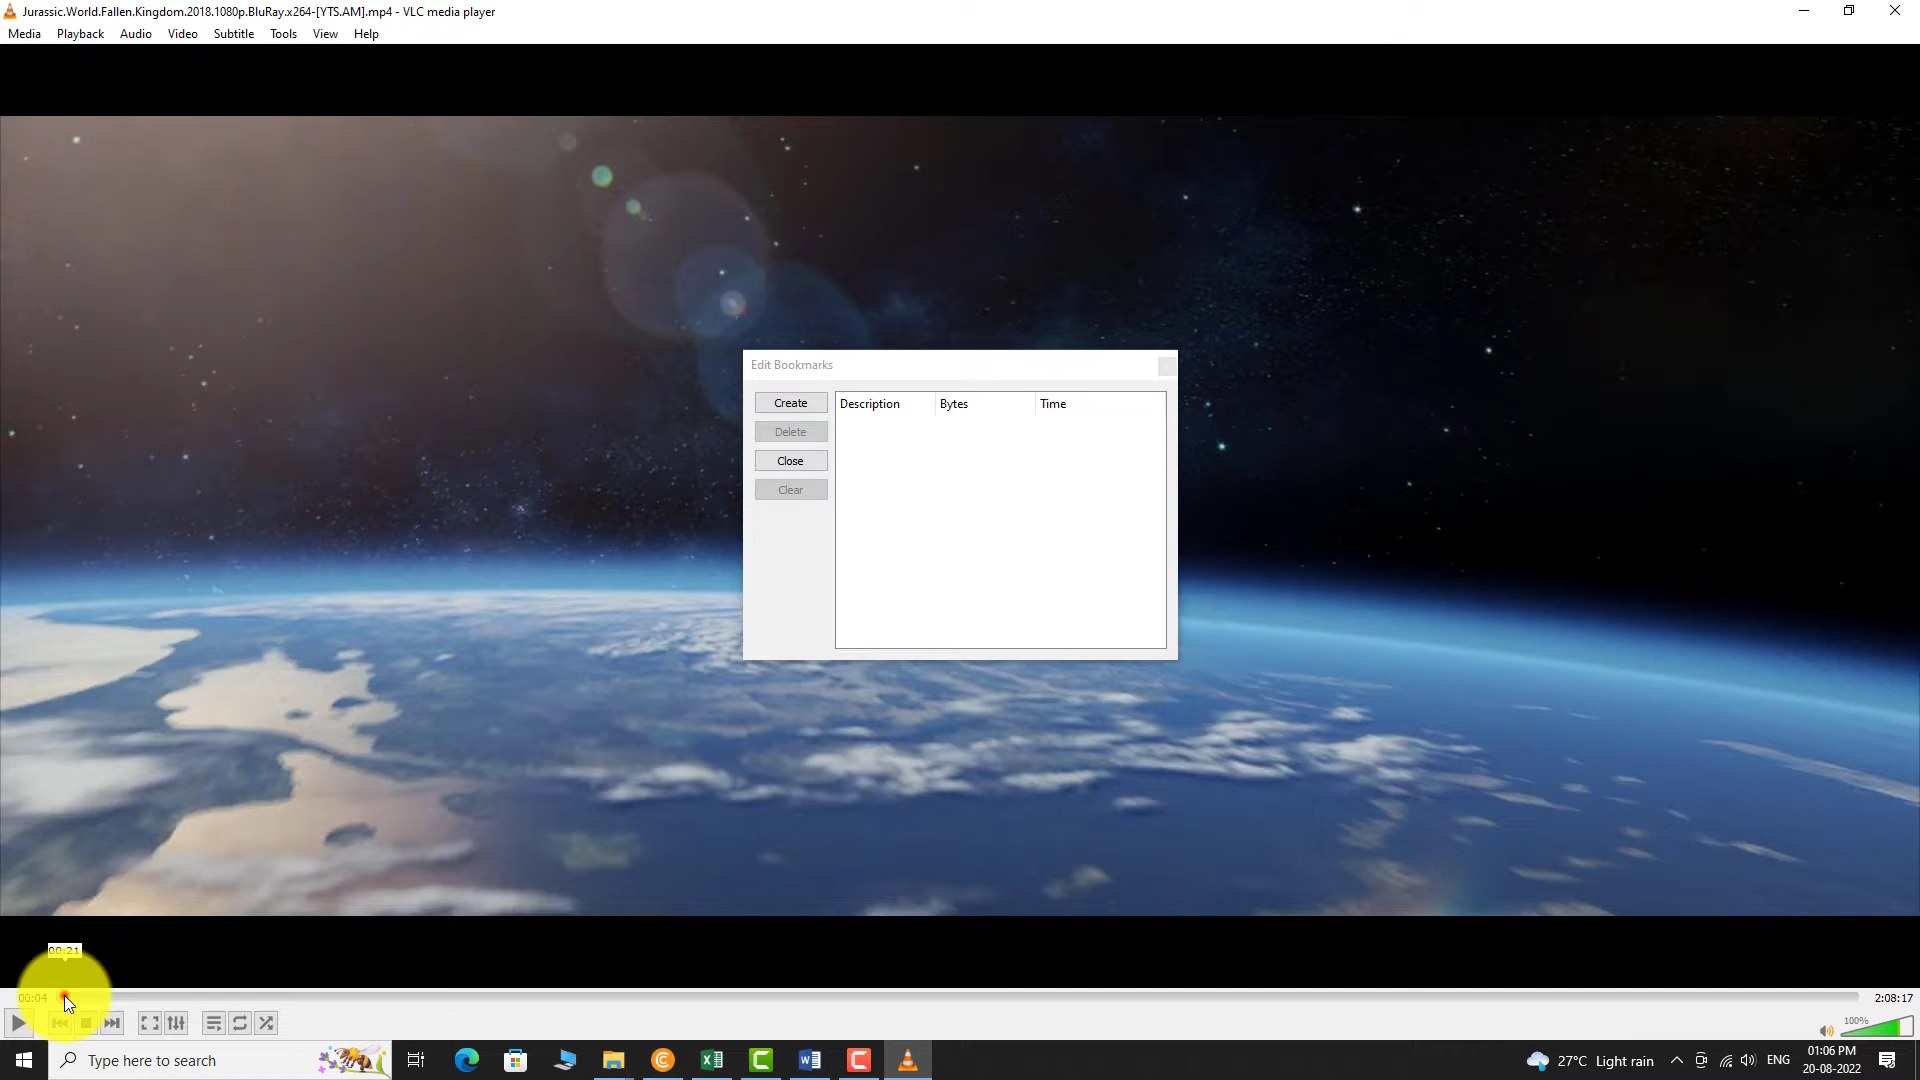 Jurassic.World.Fallen.Kingdom.2018.1080p.BluRay.x264-[YTS.AM].mp4 - VLC media player
Media Playback Audio Video Subtitle Tools View Help
Edit Bookmarks
Create
Delete
Close
Clear
Description Bytes Time
00:21
00:04
2:08:17
100%
Type here to search
27°C Light rain
ENG
01:06 PM
20-08-2022